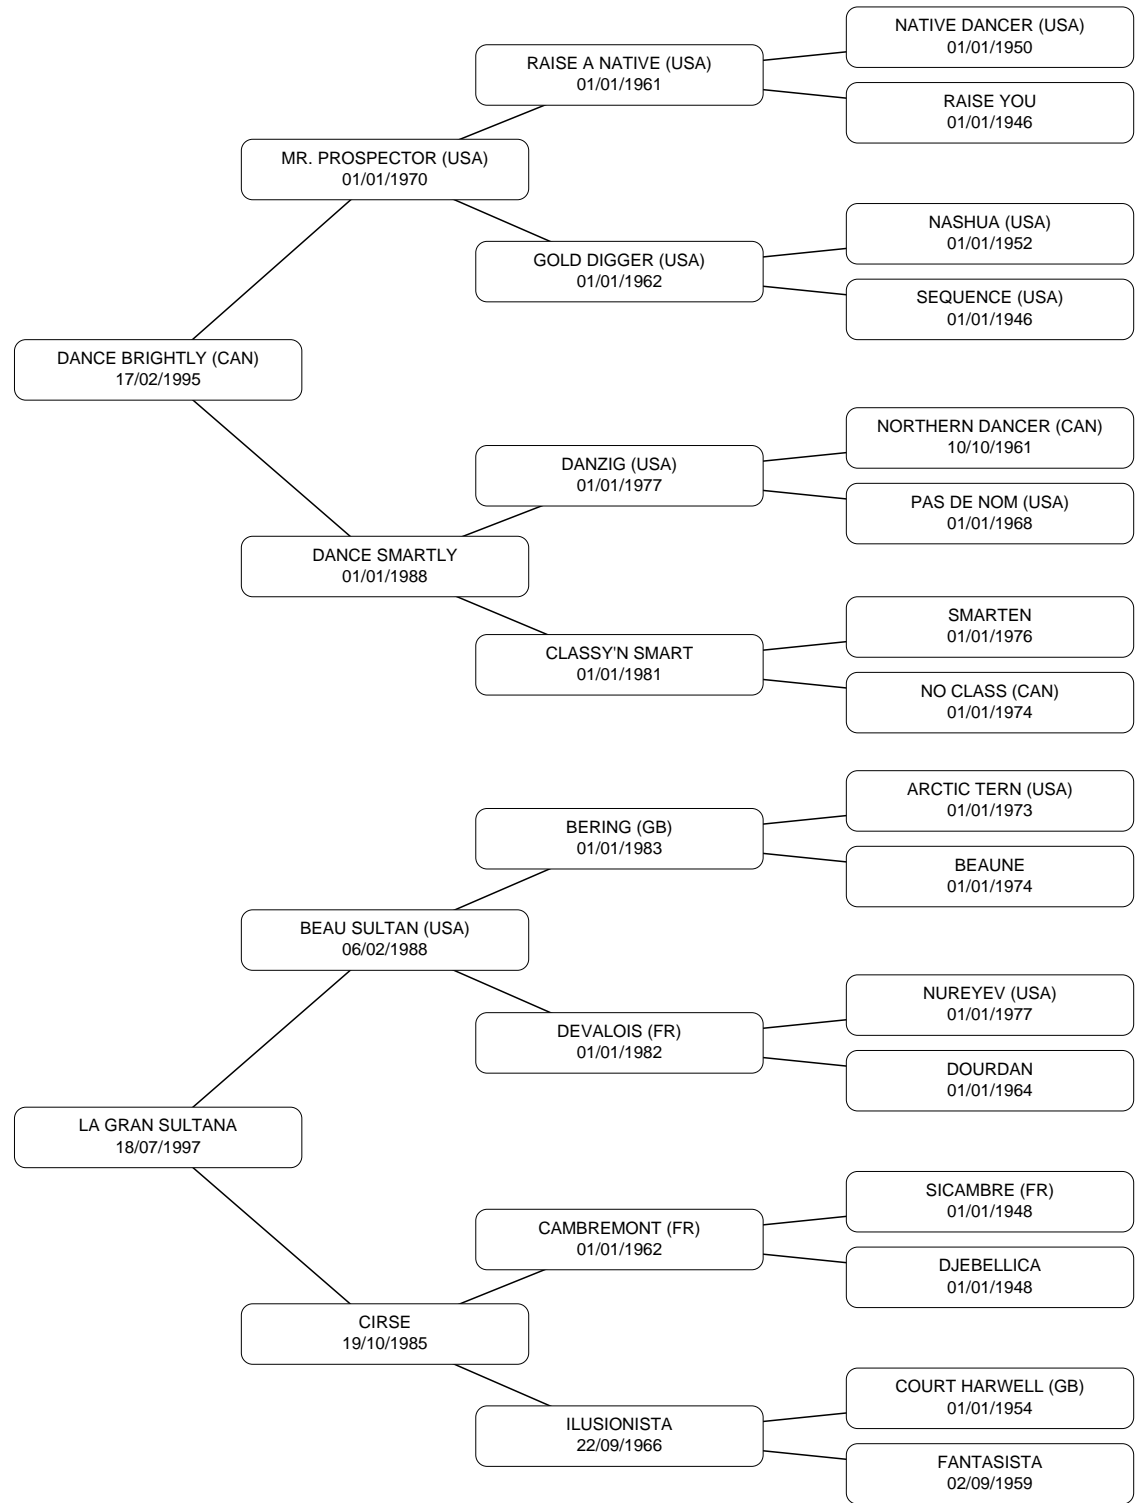 NATIVE DANCER (USA)
01/01/1950
RAISE A NATIVE (USA)
01/01/1961
RAISE YOU
01/01/1946
MR. PROSPECTOR (USA)
01/01/1970
NASHUA (USA)
01/01/1952
GOLD DIGGER (USA)
01/01/1962
SEQUENCE (USA)
01/01/1946
DANCE BRIGHTLY (CAN)
17/02/1995
NORTHERN DANCER (CAN)
10/10/1961
DANZIG (USA)
01/01/1977
PAS DE NOM (USA)
01/01/1968
DANCE SMARTLY
01/01/1988
SMARTEN
01/01/1976
CLASSY'N SMART
01/01/1981
NO CLASS (CAN)
01/01/1974
ARCTIC TERN (USA)
01/01/1973
BERING (GB)
01/01/1983
BEAUNE
01/01/1974
BEAU SULTAN (USA)
06/02/1988
NUREYEV (USA)
01/01/1977
DEVALOIS (FR)
01/01/1982
DOURDAN
01/01/1964
LA GRAN SULTANA
18/07/1997
SICAMBRE (FR)
01/01/1948
CAMBREMONT (FR)
01/01/1962
DJEBELLICA
01/01/1948
CIRSE
19/10/1985
COURT HARWELL (GB)
01/01/1954
ILUSIONISTA
22/09/1966
FANTASISTA
02/09/1959